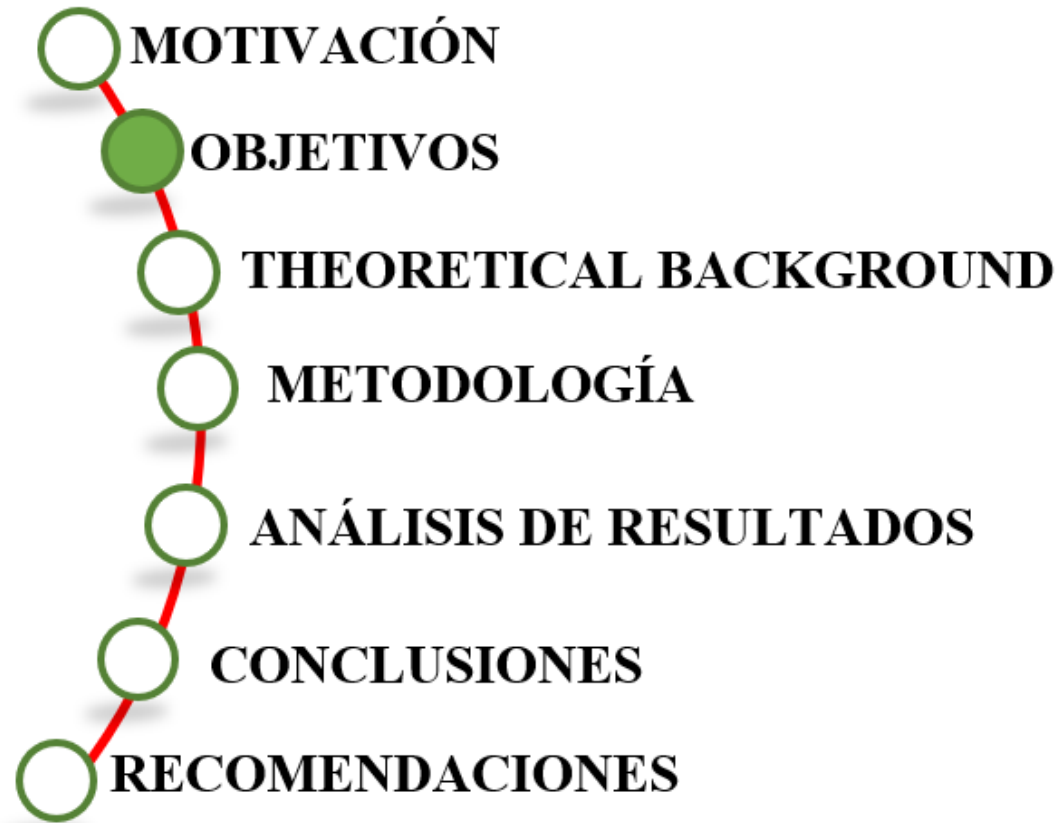 MOTIVACIÓN
OBJETIVOS
THEORETICAL BACKGROUND
METODOLOGÍA
ANÁLISIS DE RESULTADOS
CONCLUSIONES
RECOMENDACIONES